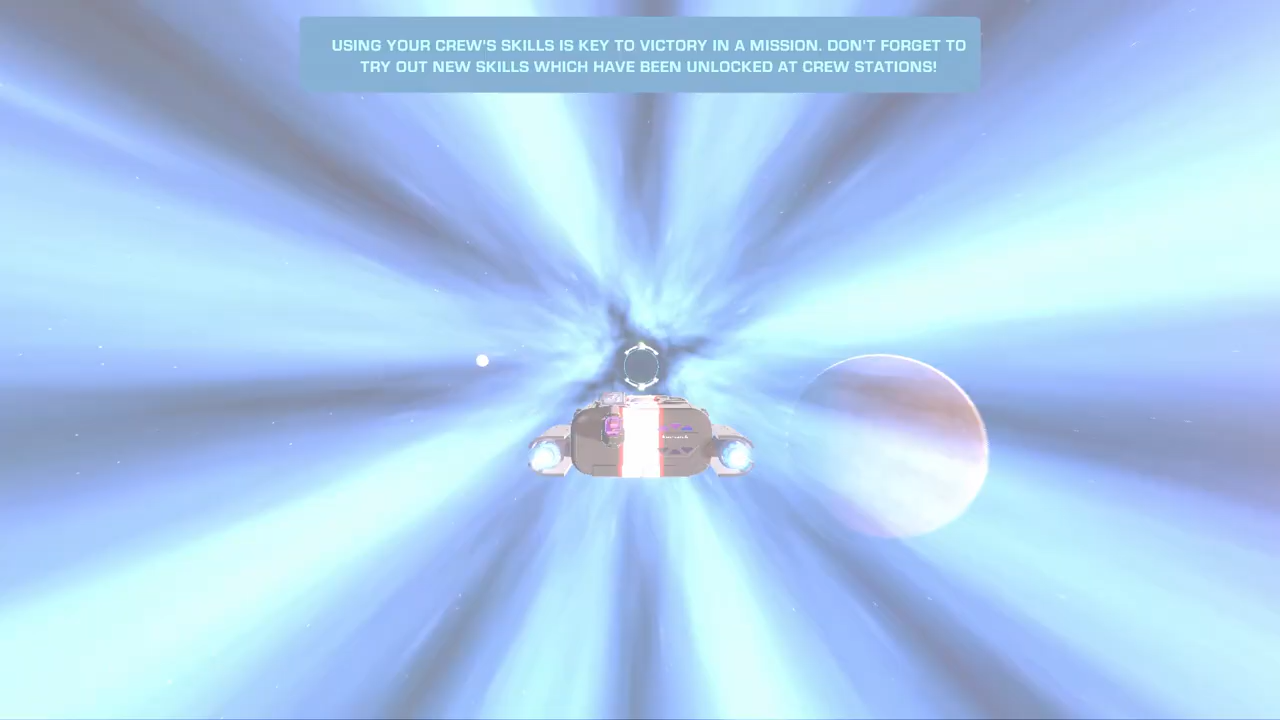 USING YOUR CREW'S SKILLS IS KEY TO VICTORY IN A MISSION. DON'T FORGET TO
TRY OUT NEW SKILLS WHICH HAVE BEEN UNLOCKED AT CREW STATIONS!